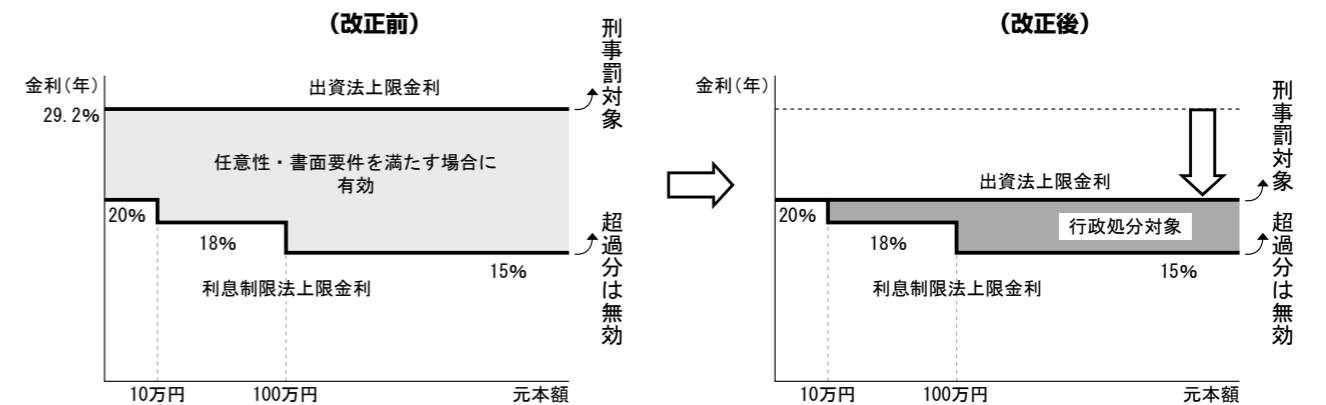 (改正前)
刑事罰対象
金利(年)
出資法上限金利
29.2%
任意性・書面要件を満たす場合に
有効
20%
18%
15%
超過分は無効
利息制限法上限金利
10万円
100万円
元本額
(改正後)
金利(年)
刑事罰対象
出資法上限金利
20%
行政処分対象
18%
15%
超過分は無効
利息制限法上限金利
10万円
100万円
元本額